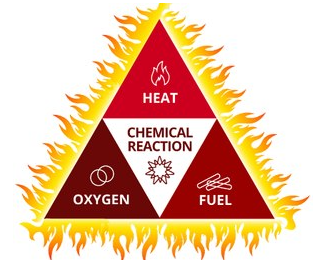 HEAT
CHEMICAL
REACTION
OXYGEN
FUEL